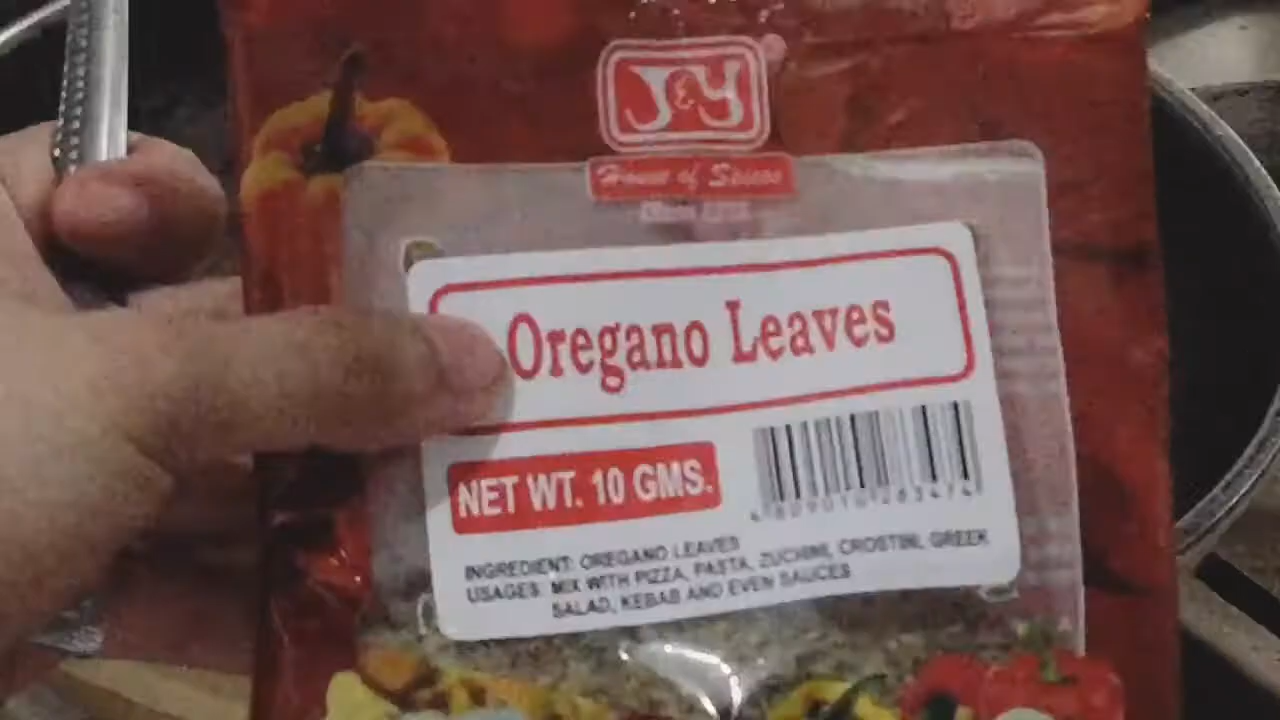 J&Y
House of Spices
Oregano Leaves
NET WT. 10 GMS.
INGREDIENT: OREGANO LEAVES
USAGES: MIX WITH PIZZA, PASTA, ZUCHINI, CROSTINI, GREEK
SALAD, KEBAB AND EVEN SAUCES